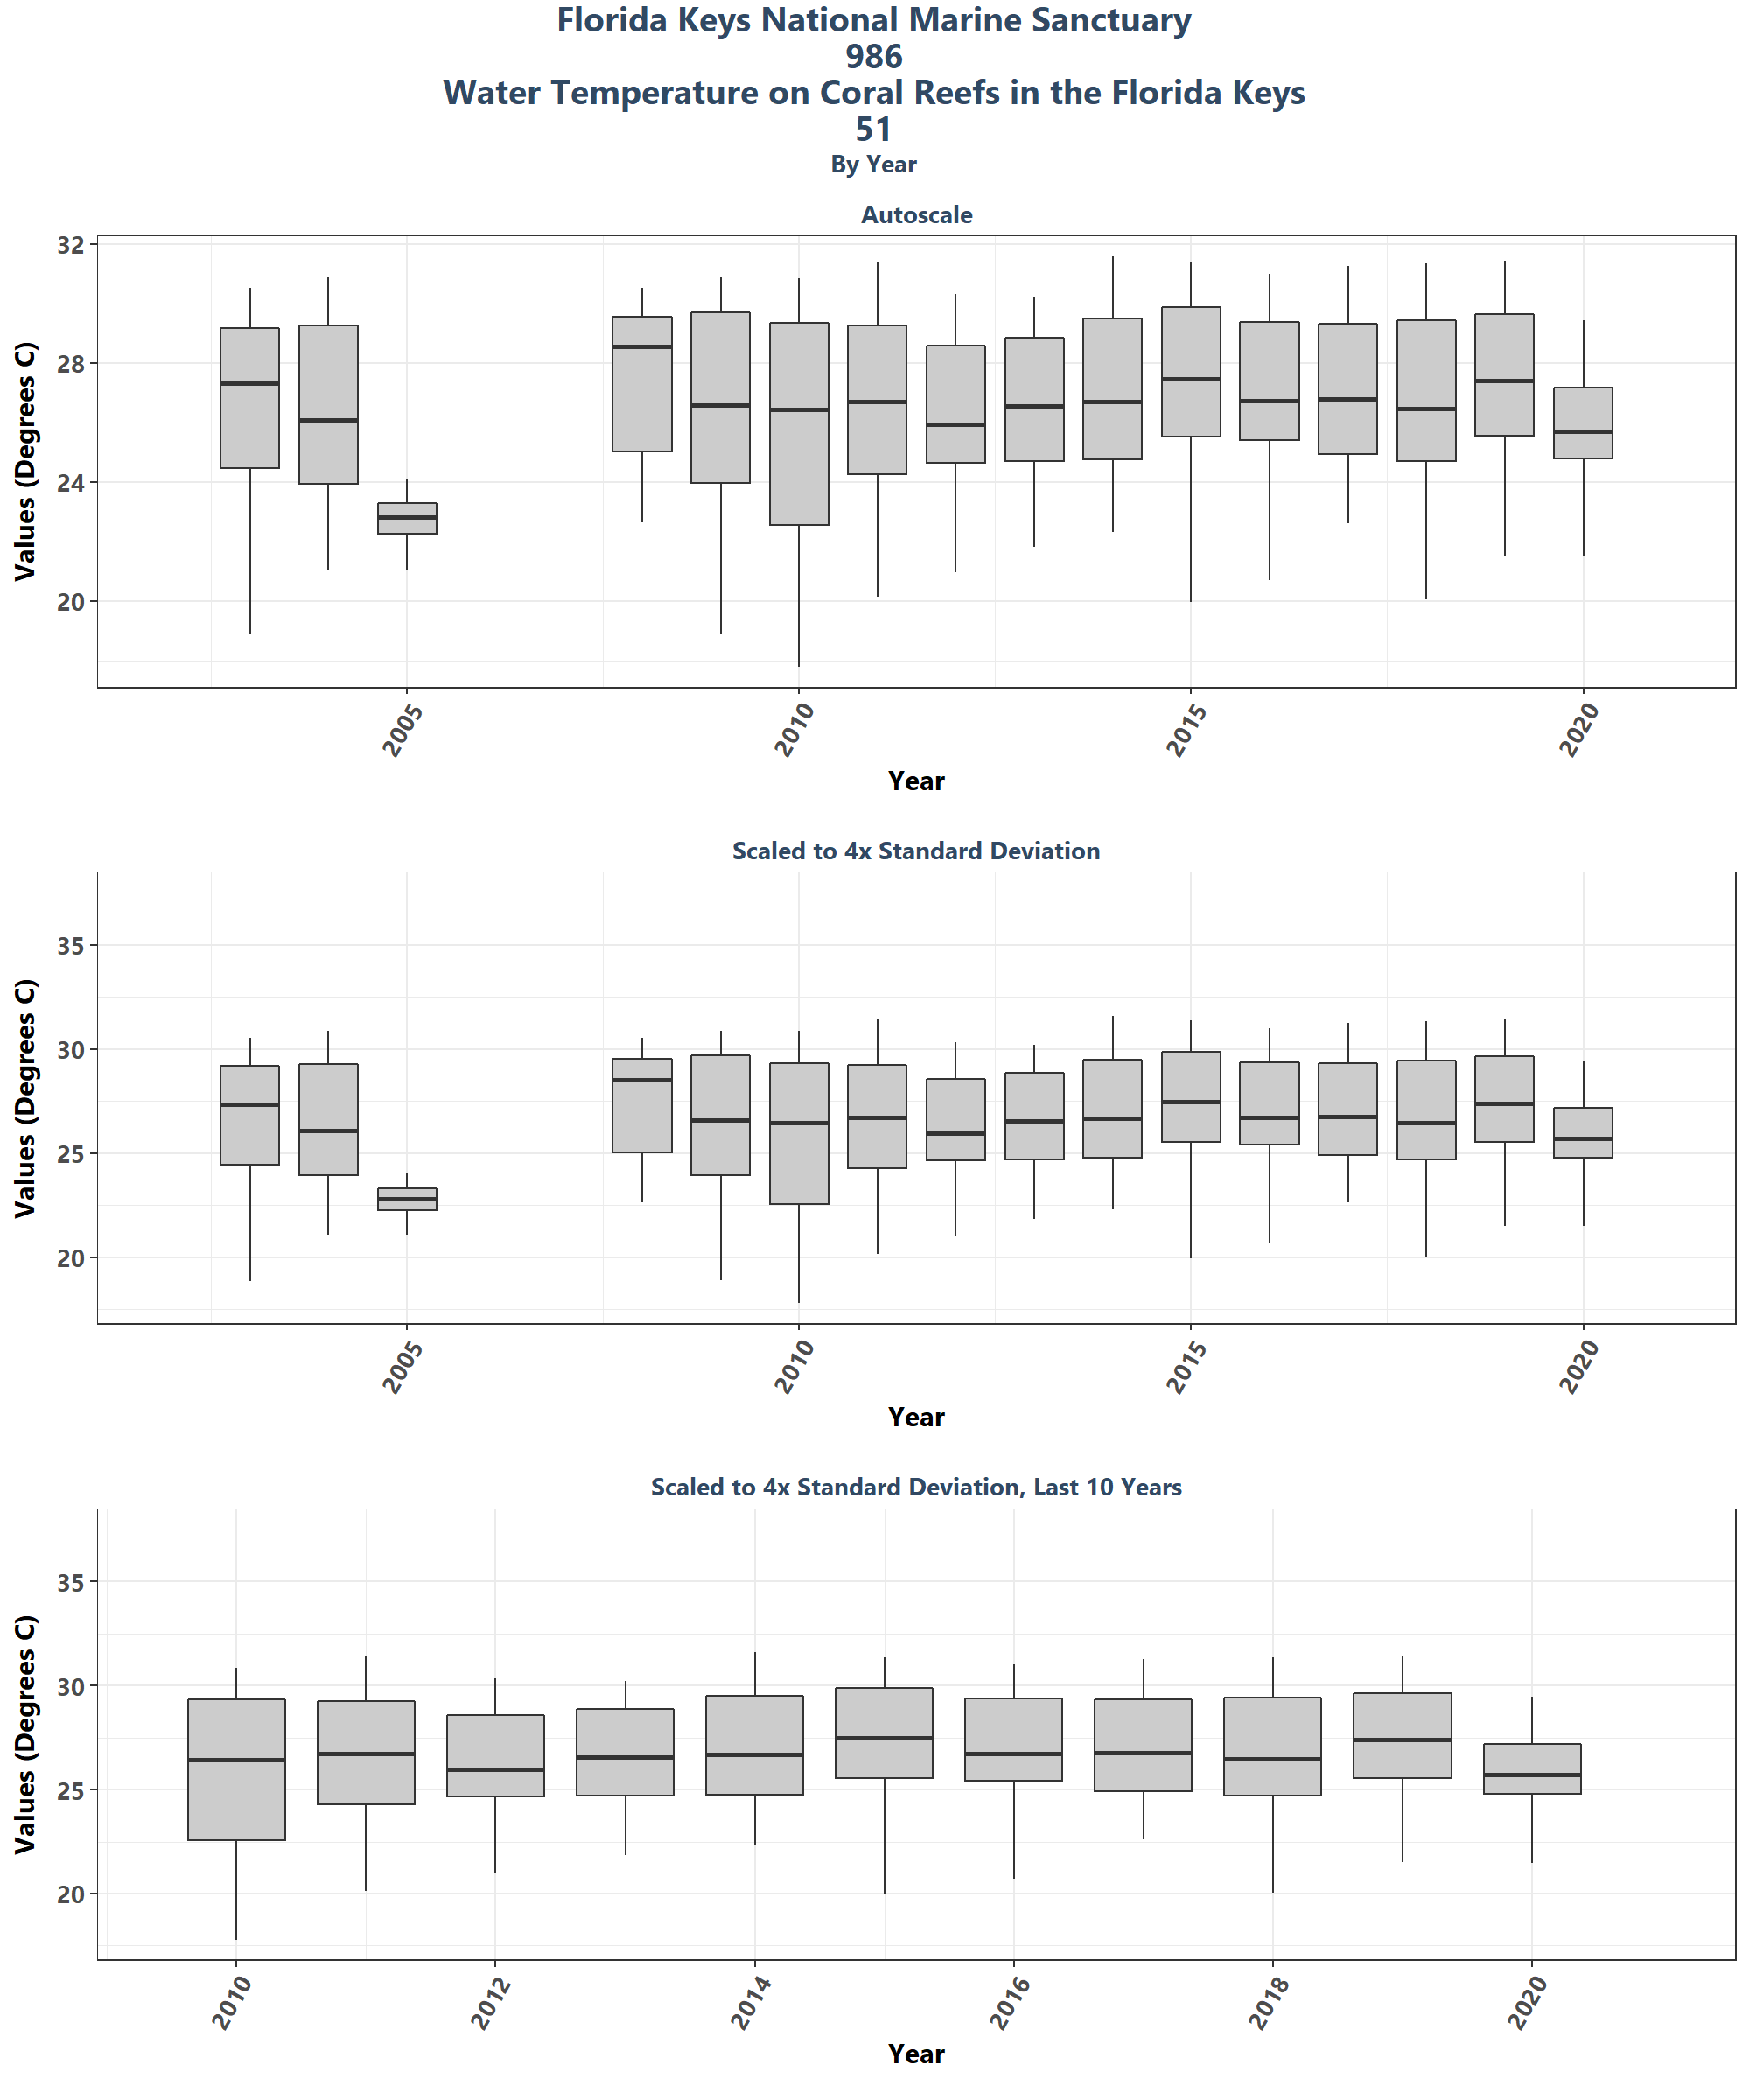 Florida Keys National Marine Sanctuary
986
Water Temperature on Coral Reefs in the Florida Keys
51
By Year
Autoscale
Values (Degrees C)
32
28
24
20
2005
2010
2015
2020
Year
Scaled to 4x Standard Deviation
Values (Degrees C)
35
30
25
20
2005
2010
2015
2020
Year
Scaled to 4x Standard Deviation, Last 10 Years
Values (Degrees C)
35
30
25
20
2010
2012
2014
2016
2018
2020
Year